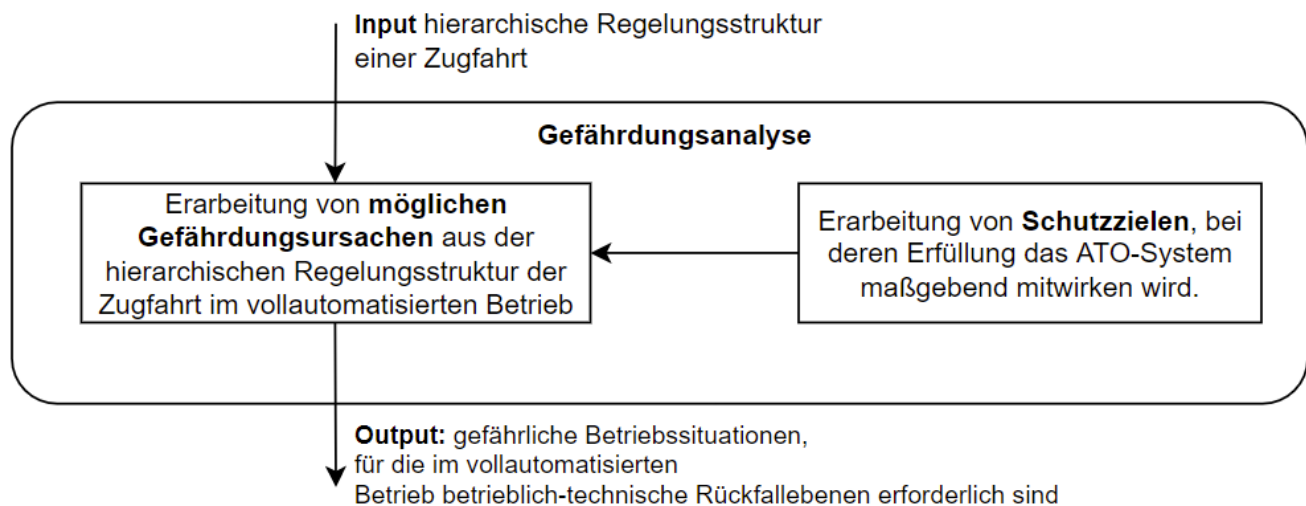 Input hierarchische Regelungsstruktur
einer Zugfahrt
Gefährdungsanalyse
Erarbeitung von möglichen
Gefährdungsursachen aus der
hierarchischen Regelungsstruktur der
Zugfahrt im vollautomatisierten Betrieb
Erarbeitung von Schutzzielen, bei
deren Erfüllung das ATO-System
maßgebend mitwirken wird.
Output: gefährliche Betriebssituationen,
für die im vollautomatisierten
Betrieb betrieblich-technische Rückfallebenen erforderlich sind